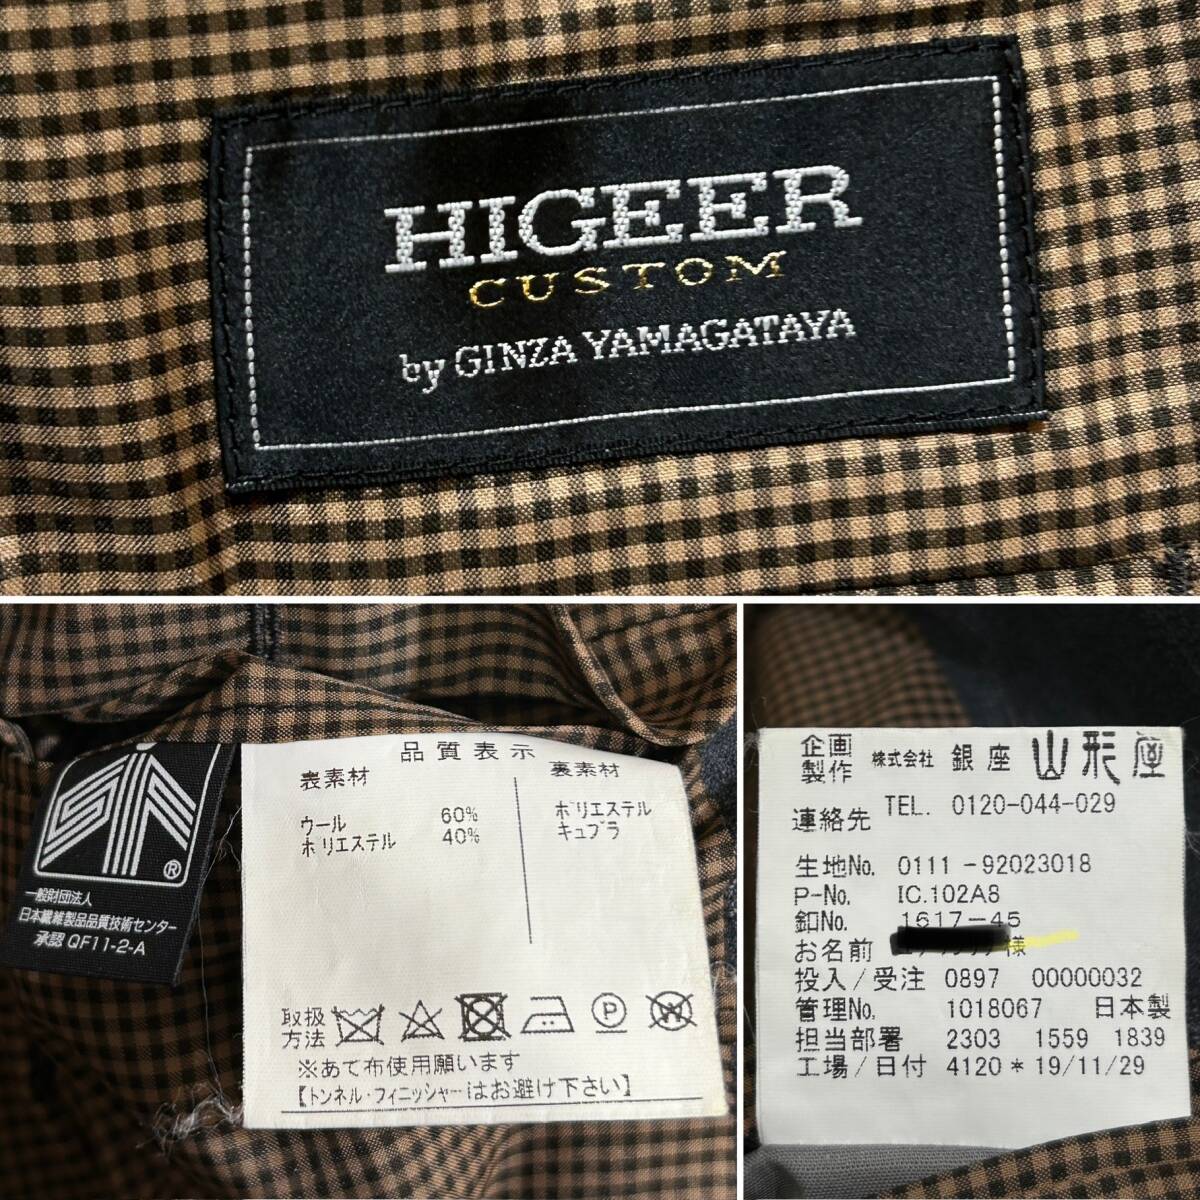 HIGEER
CUSTOM
by GINZA YAMAGATAYA
品質表示
表素材
ウール 60%
ポリエステル 40%
裏素材
ポリエステル
キュプラ
取扱
方法
※あて布使用願います
【トンネル・フィニッシャーはお避け下さい】
®
一般財団法人
日本繊維製品品質技術センター
承認 QF11-2-A
企画
製作 株式会社 銀座 山形屋
連絡先 TEL. 0120-044-029
生地No. 0111 -92023018
P-No. IC.102A8
釦No. 1617-45
お名前 様
投入/受注 0897 00000032
管理No. 1018067 日本製
担当部署 2303 1559 1839
工場/日付 4120*19/11/29